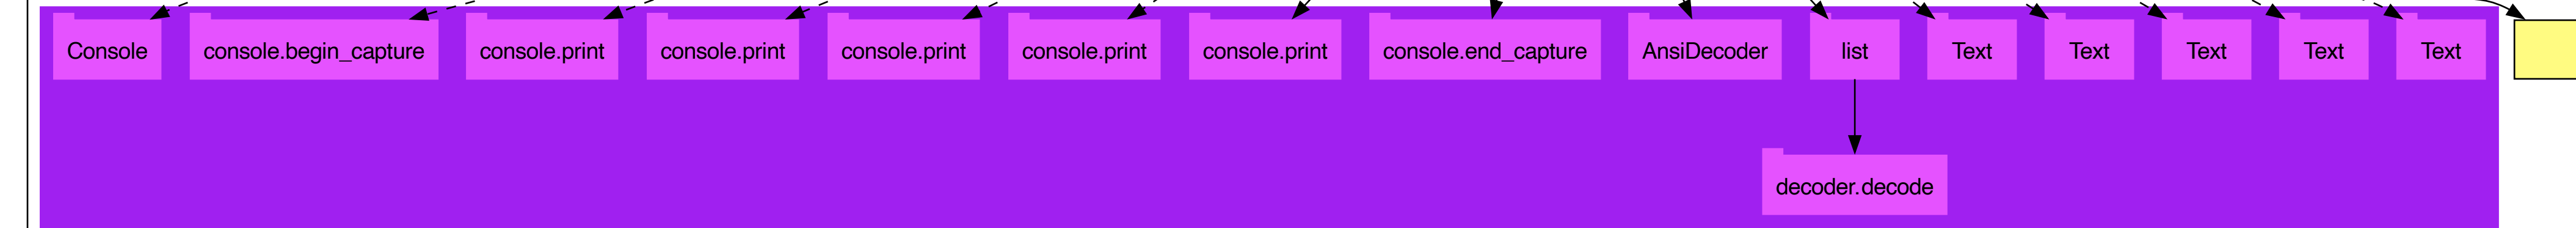 Console
console.begin_capture
console.print
console.print
console.print
console.print
console.print
console.end_capture
AnsiDecoder
list
Text
Text
Text
Text
Text
decoder.decode